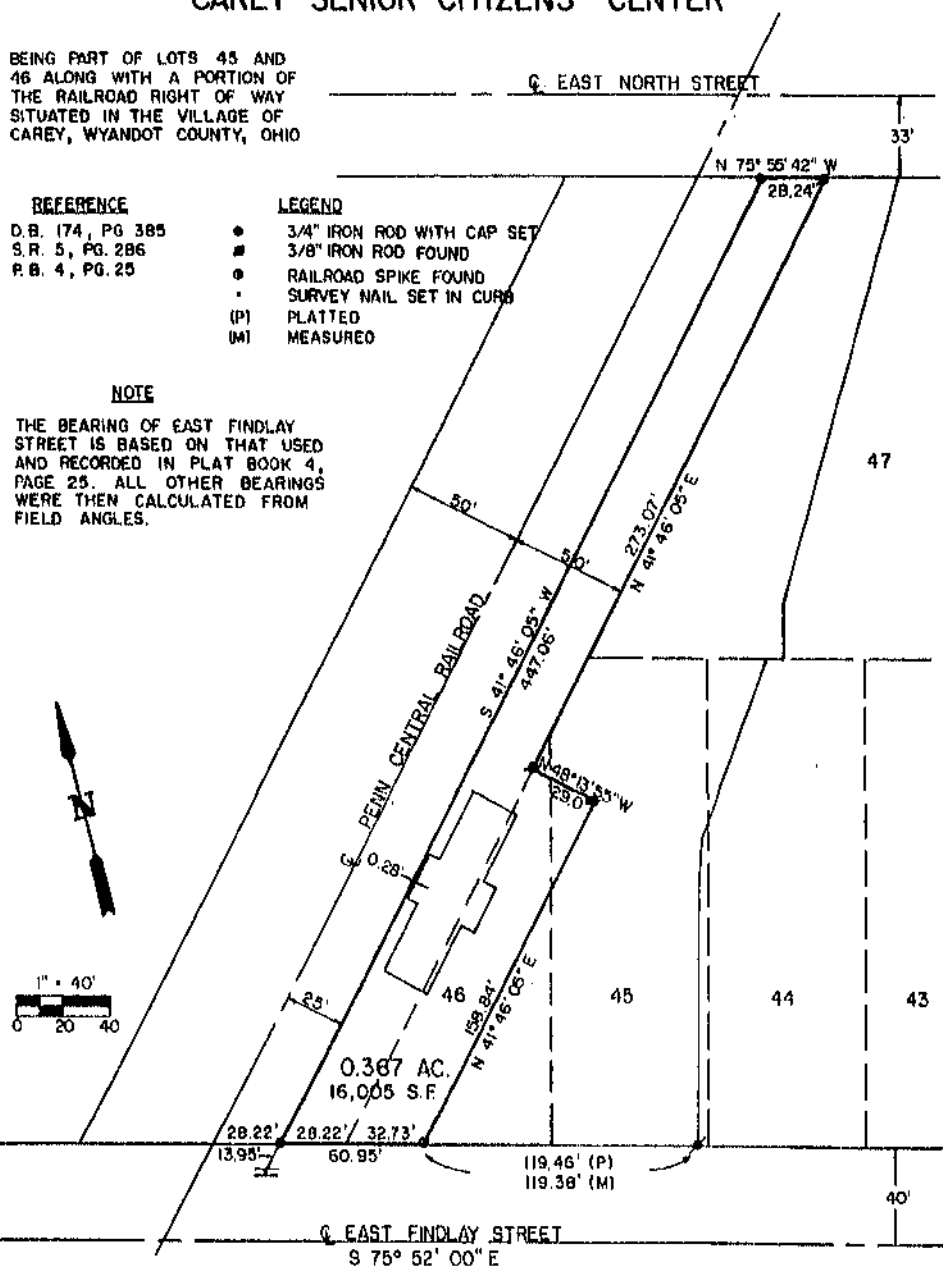 CAREY SENIOR CITIZENS' CENTER
BEING PART OF LOTS 45 AND
46 ALONG WITH A PORTION OF
THE RAILROAD RIGHT OF WAY
SITUATED IN THE VILLAGE OF
CAREY, WYANDOT COUNTY, OHIO
℄ EAST NORTH STREET
33'
N 75° 55' 42" W
28.24'
REFERENCE
D.B. 174, PG 385
S.R. 5, PG. 286
P.B. 4, PG. 25
LEGEND
3/4" IRON ROD WITH CAP SET
3/8" IRON ROD FOUND
RAILROAD SPIKE FOUND
SURVEY NAIL SET IN CURB
(P) PLATTED
(M) MEASURED
NOTE
THE BEARING OF EAST FINDLAY
STREET IS BASED ON THAT USED
AND RECORDED IN PLAT BOOK 4,
PAGE 25. ALL OTHER BEARINGS
WERE THEN CALCULATED FROM
FIELD ANGLES.
47
50'
50'
273.07'
N 41° 46' 05" E
S 41° 46' 05" W
447.06'
℄ PENN CENTRAL RAILROAD
N 48° 13' 55" W
29.0
0.28'
N
1" = 40'
0 20 40
25'
46
45
44
43
158.84'
N 41° 46' 05" E
0.367 AC.
16,005 S.F.
28.22' 28.22' 32.73'
13.95' 60.95'
119.46' (P)
119.38' (M)
40'
℄ EAST FINDLAY STREET
S 75° 52' 00" E